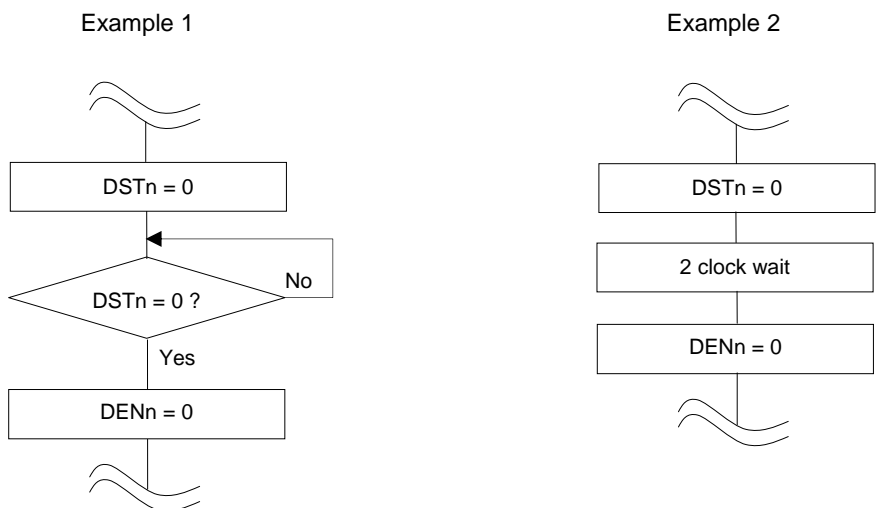 Example 1
DSTn = 0
DSTn = 0 ?
No
Yes
DENn = 0
Example 2
DSTn = 0
2 clock wait
DENn = 0